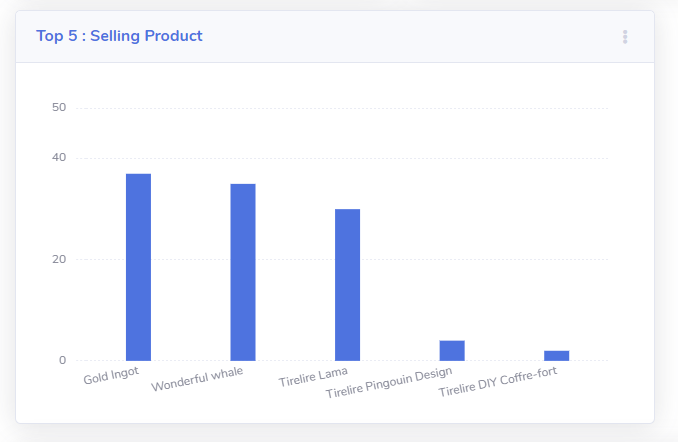 Top 5 : Selling Product
50
40
20
0
Gold Ingot
Wonderful whale
Tirelire Lama
Tirelire Pingouin Design
Tirelire DIY Coffre-fort